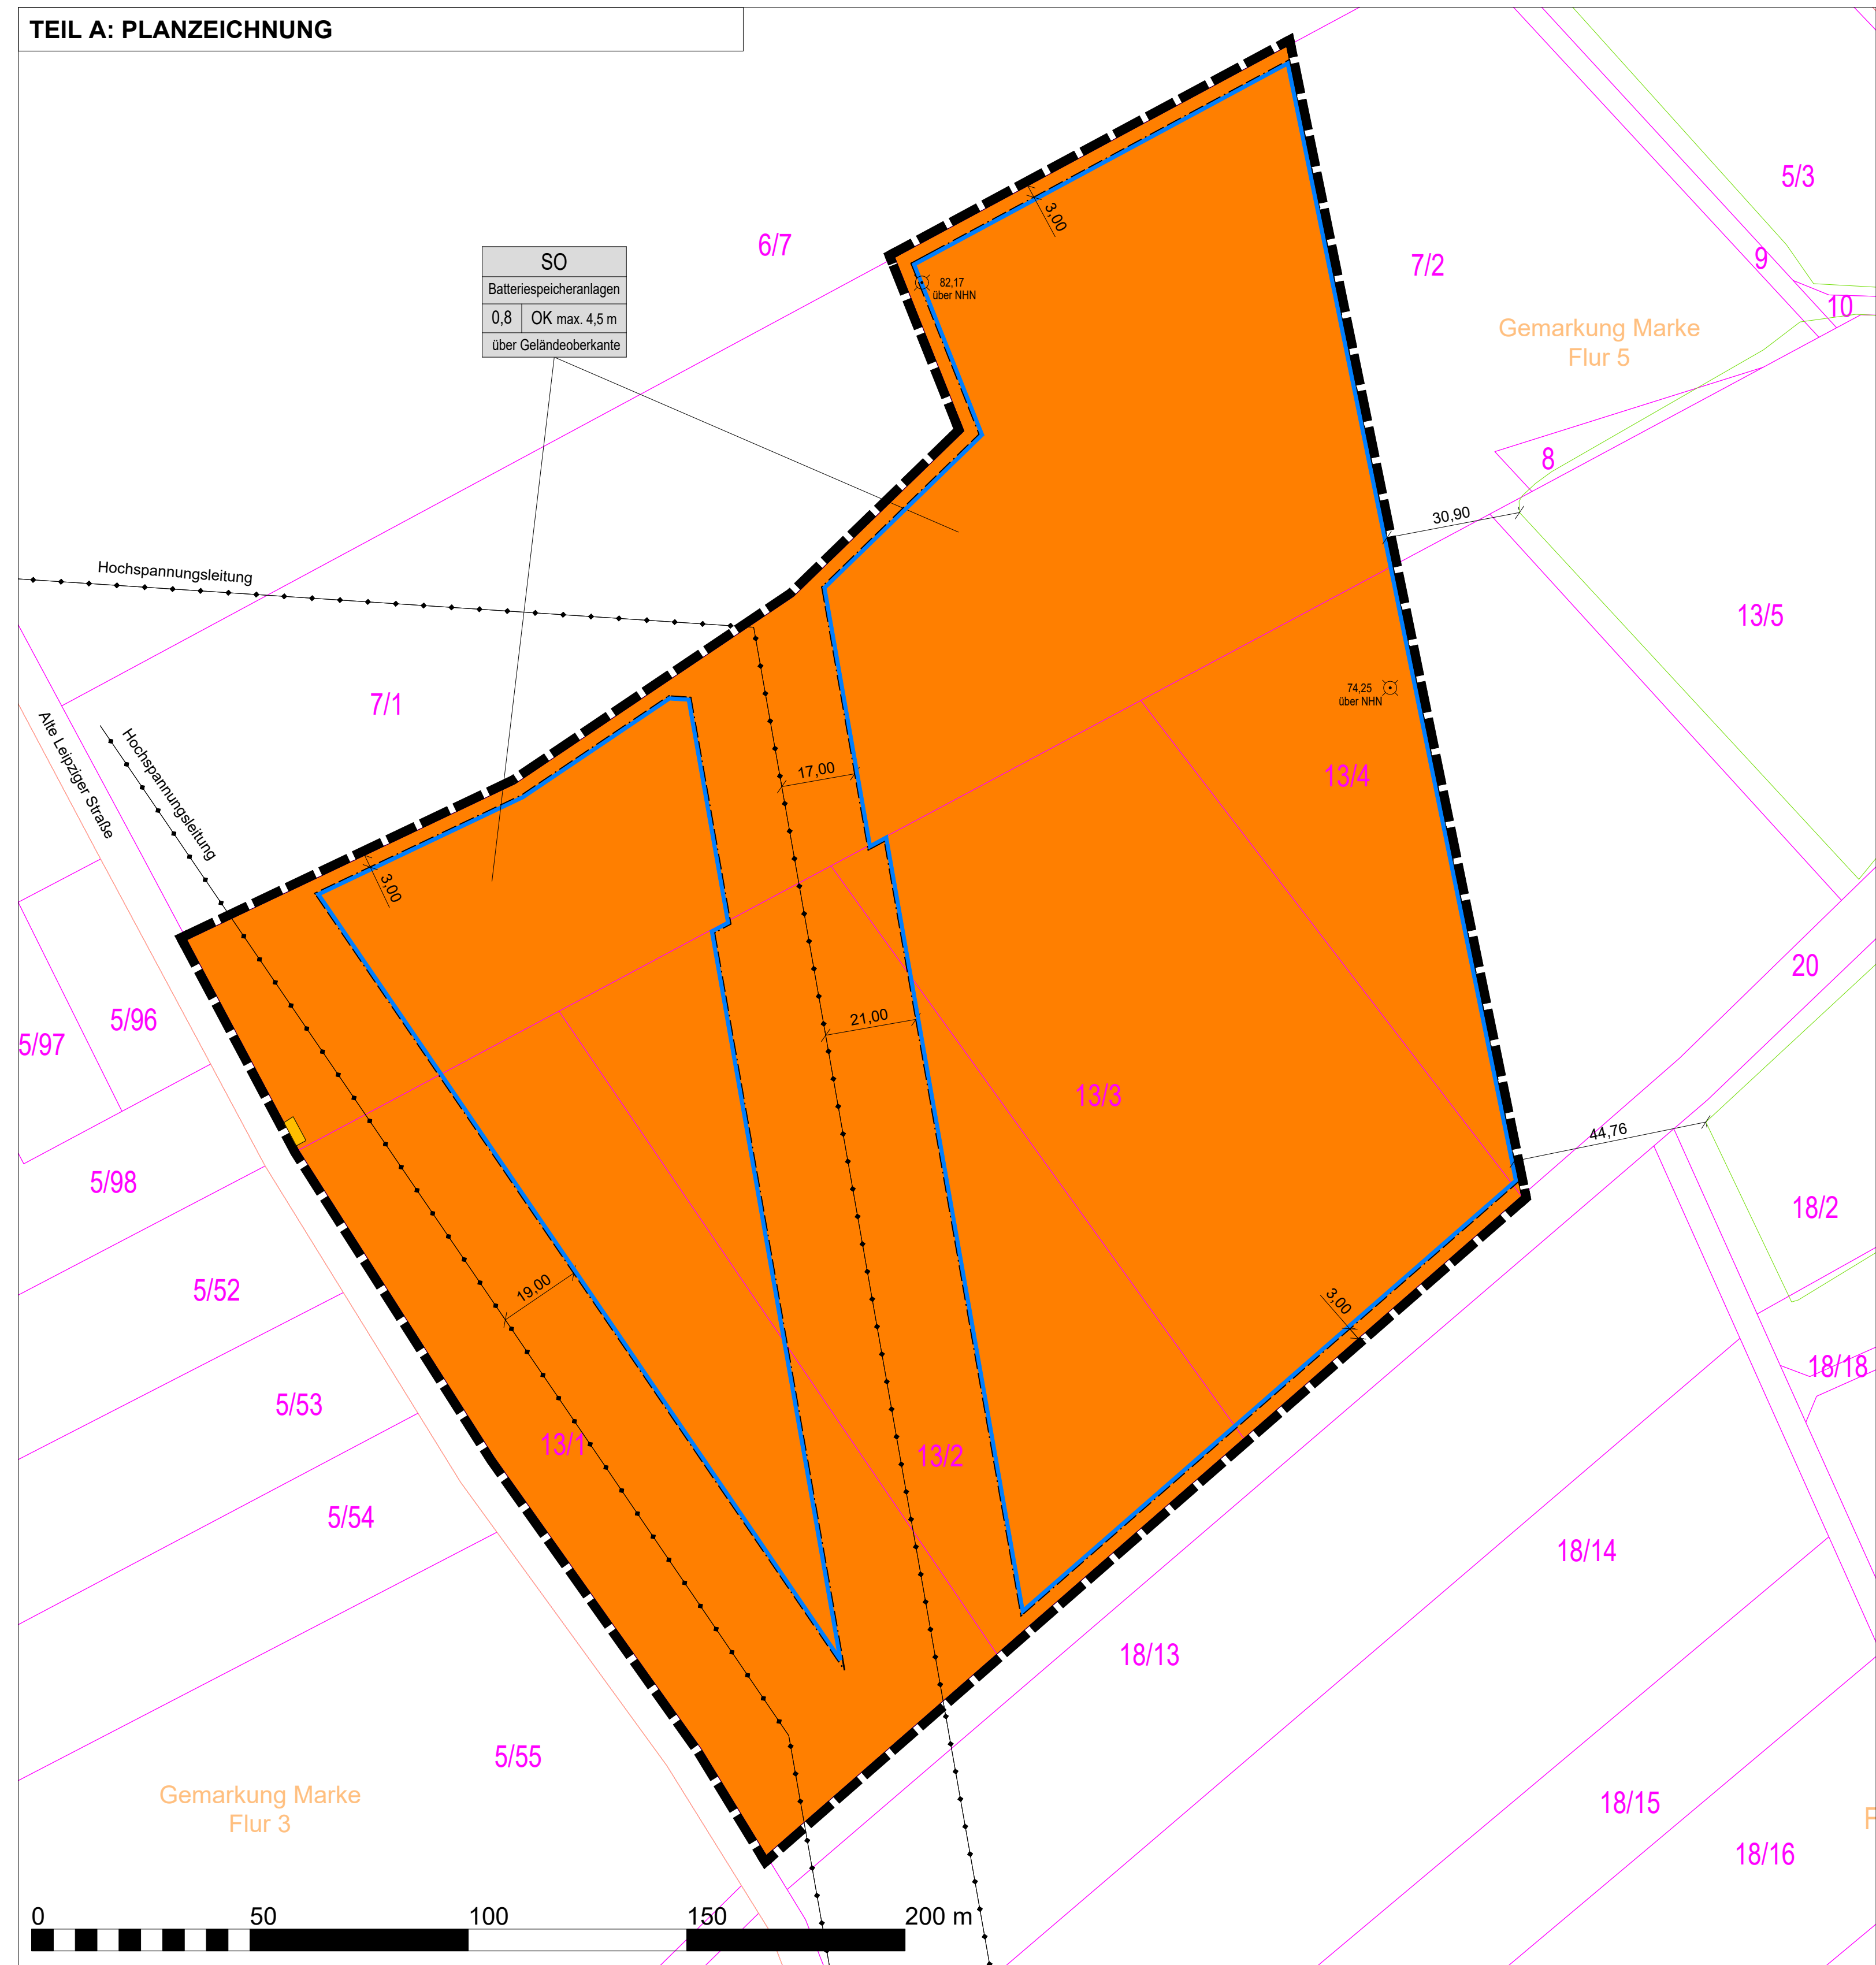 TEIL A: PLANZEICHNUNG
5/3
6/7
SO
Batteriespeicheranlagen
0,8 OK max. 4,5 m
über Geländeoberkante
3,00
82,17
über NHN
7/2
9
10
Gemarkung Marke
Flur 5
8
30,90
Hochspannungsleitung
13/5
7/1
74,25
über NHN
Alte Leipziger Straße
Hochspannungsleitung
17,00
13/4
3,00
20
5/96
5/97
21,00
13/3
44,76
5/98
18/2
5/52
19,00
3,00
18/18
5/53
13/1
13/2
5/54
18/14
18/13
5/55
Gemarkung Marke
Flur 3
18/15
18/16
0 50 100 150 200 m